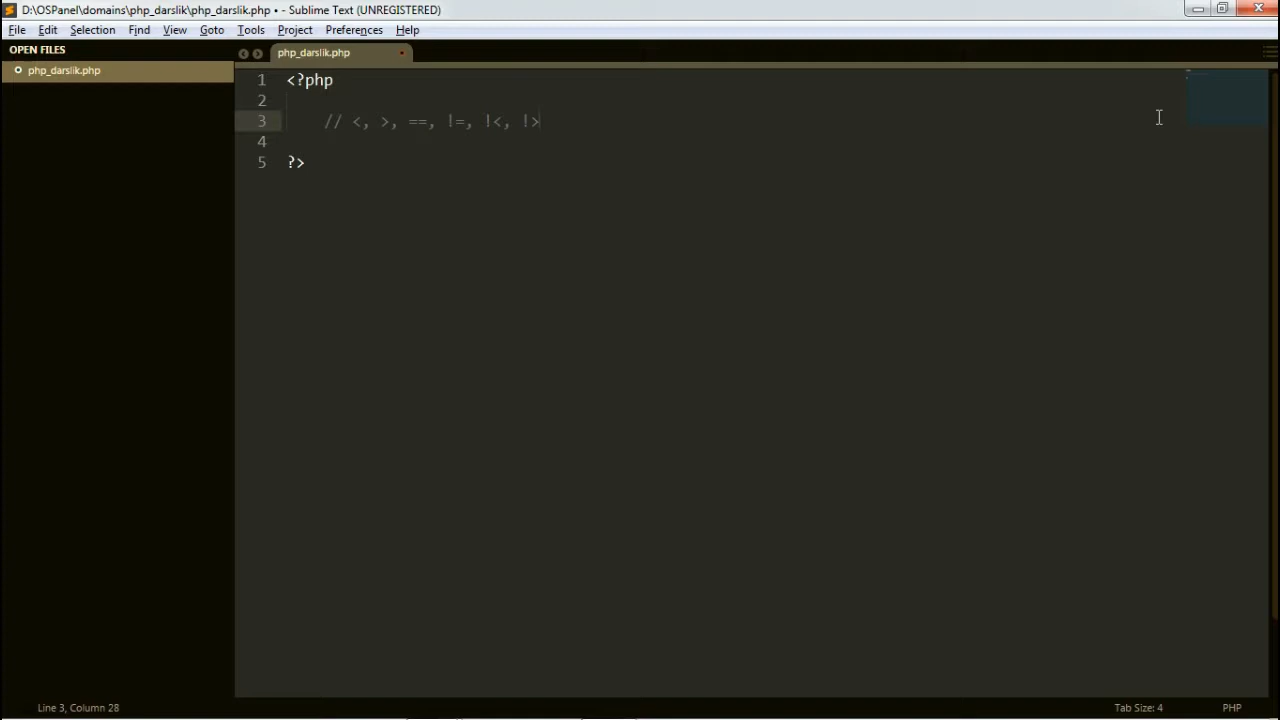 D:\OSPanel\domains\php_darslik\php_darslik.php • - Sublime Text (UNREGISTERED)
File Edit Selection Find View Goto Tools Project Preferences Help
OPEN FILES
php_darslik.php
php_darslik.php
1 <?php
2
3 // <, >, ==, !=, !<, !>
4
5 ?>
Line 3, Column 28
Tab Size: 4
PHP